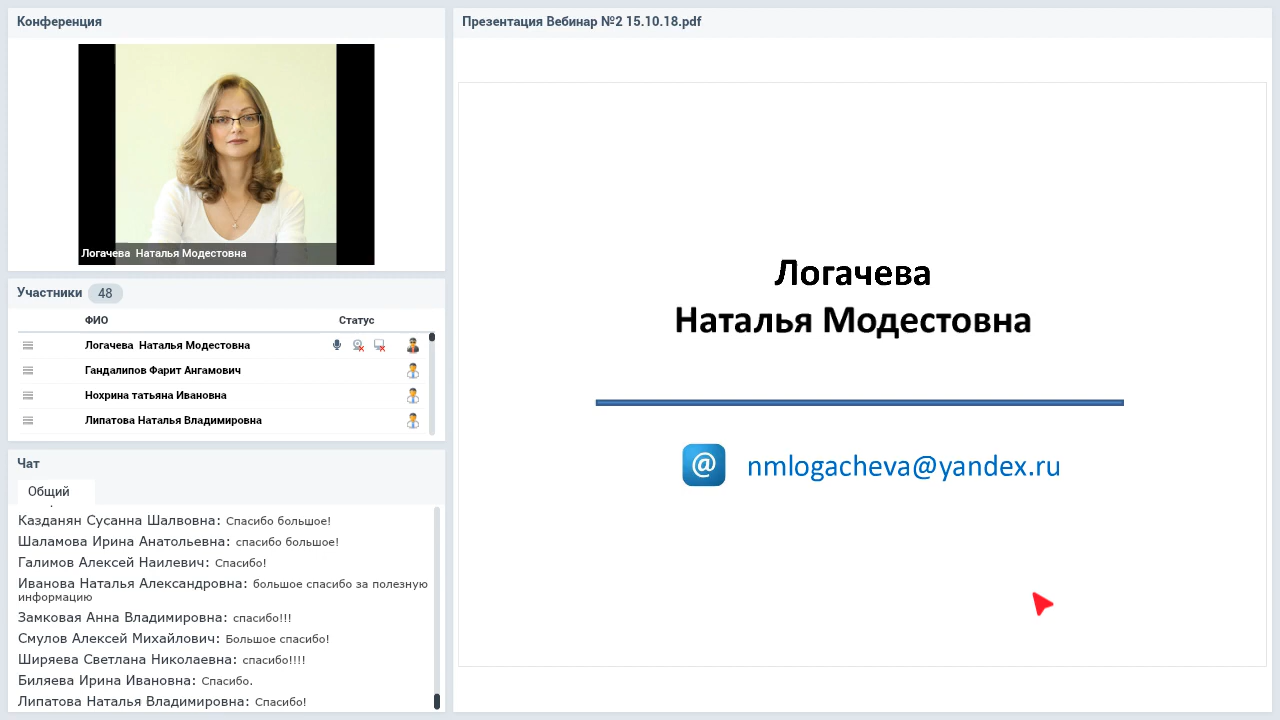 Конференция
Логачева  Наталья Модестовна
Участники 48
ФИО Статус
Логачева  Наталья Модестовна
Гандалипов Фарит Ангамович
Нохрина татьяна Ивановна
Липатова Наталья Владимировна
Чат
Общий
Казданян Сусанна Шалвовна: Спасибо большое!
Шаламова Ирина Анатольевна: спасибо большое!
Галимов Алексей Наилевич: Спасибо!
Иванова Наталья Александровна: большое спасибо за полезную
информацию
Замковая Анна Владимировна: спасибо!!!
Смулов Алексей Михайлович: Большое спасибо!
Ширяева Светлана Николаевна: спасибо!!!!
Биляева Ирина Ивановна: Спасибо.
Липатова Наталья Владимировна: Спасибо!
Презентация Вебинар №2 15.10.18.pdf
Логачева
Наталья Модестовна
@ nmlogacheva@yandex.ru